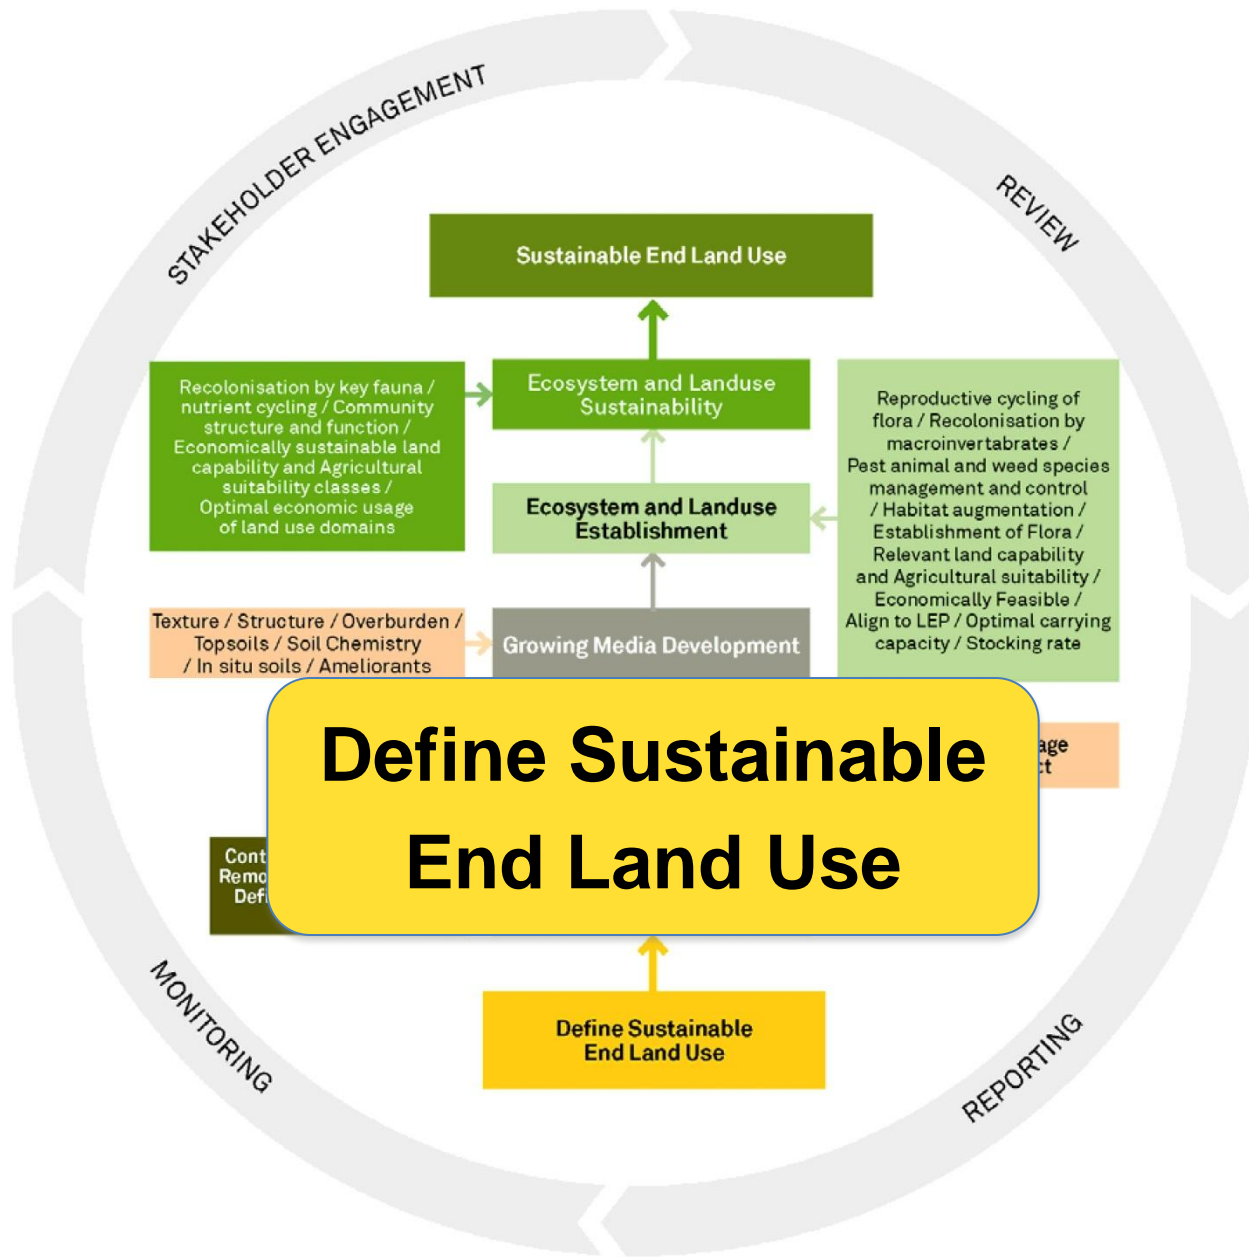 STAKEHOLDER ENGAGEMENT
REVIEW
Sustainable End Land Use
Recolonisation by key fauna /
nutrient cycling / Community
structure and function /
Economically sustainable land
capability and Agricultural
suitability classes /
Optimal economic usage
of land use domains
Ecosystem and Landuse
Sustainability
Reproductive cycling of
flora / Recolonisation by
macroinvertabrates /
Pest animal and weed species
management and control
/ Habitat augmentation /
Establishment of Flora /
Relevant land capability
and Agricultural suitability /
Economically Feasible /
Align to LEP / Optimal carrying
capacity / Stocking rate
Ecosystem and Landuse
Establishment
Texture / Structure / Overburden /
Topsoils / Soil Chemistry
/ In situ soils / Ameliorants
Growing Media Development
Define Sustainable
End Land Use
Define Sustainable
End Land Use
MONITORING
REPORTING